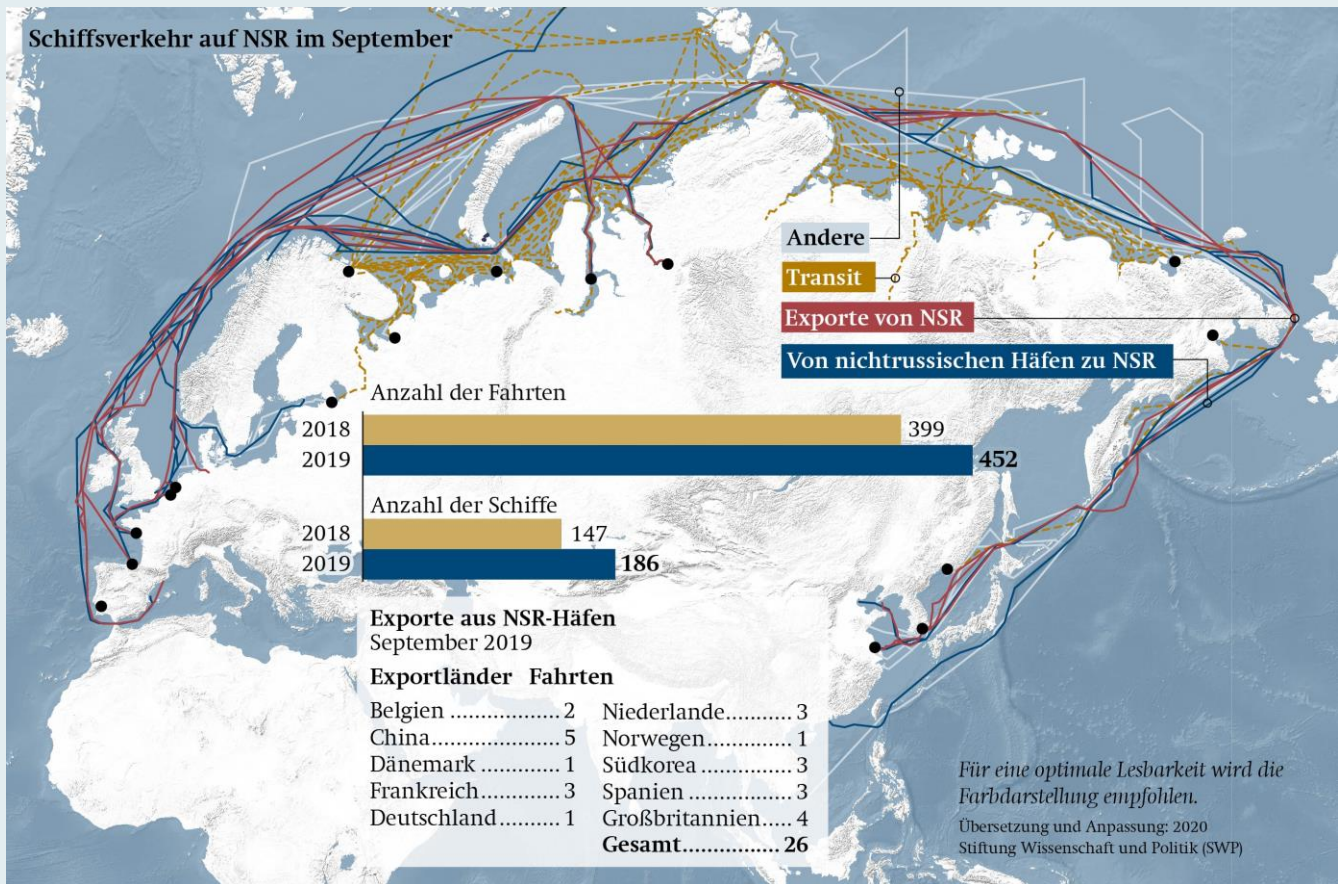 Schiffsverkehr auf NSR im September
Andere
Transit
Exporte von NSR
Von nichtrussischen Häfen zu NSR
Anzahl der Fahrten
2018 399
2019 452
Anzahl der Schiffe
2018 147
2019 186
Exporte aus NSR-Häfen
September 2019
Exportländer Fahrten
Belgien ................. 2
China..................... 5
Dänemark ............ 1
Frankreich ........... 3
Deutschland ........ 1
Niederlande........... 3
Norwegen.............. 1
Südkorea ............... 3
Spanien ................. 3
Großbritannien.... 4
Gesamt............... 26
Für eine optimale Lesbarkeit wird die
Farbdarstellung empfohlen.
Übersetzung und Anpassung: 2020
Stiftung Wissenschaft und Politik (SWP)